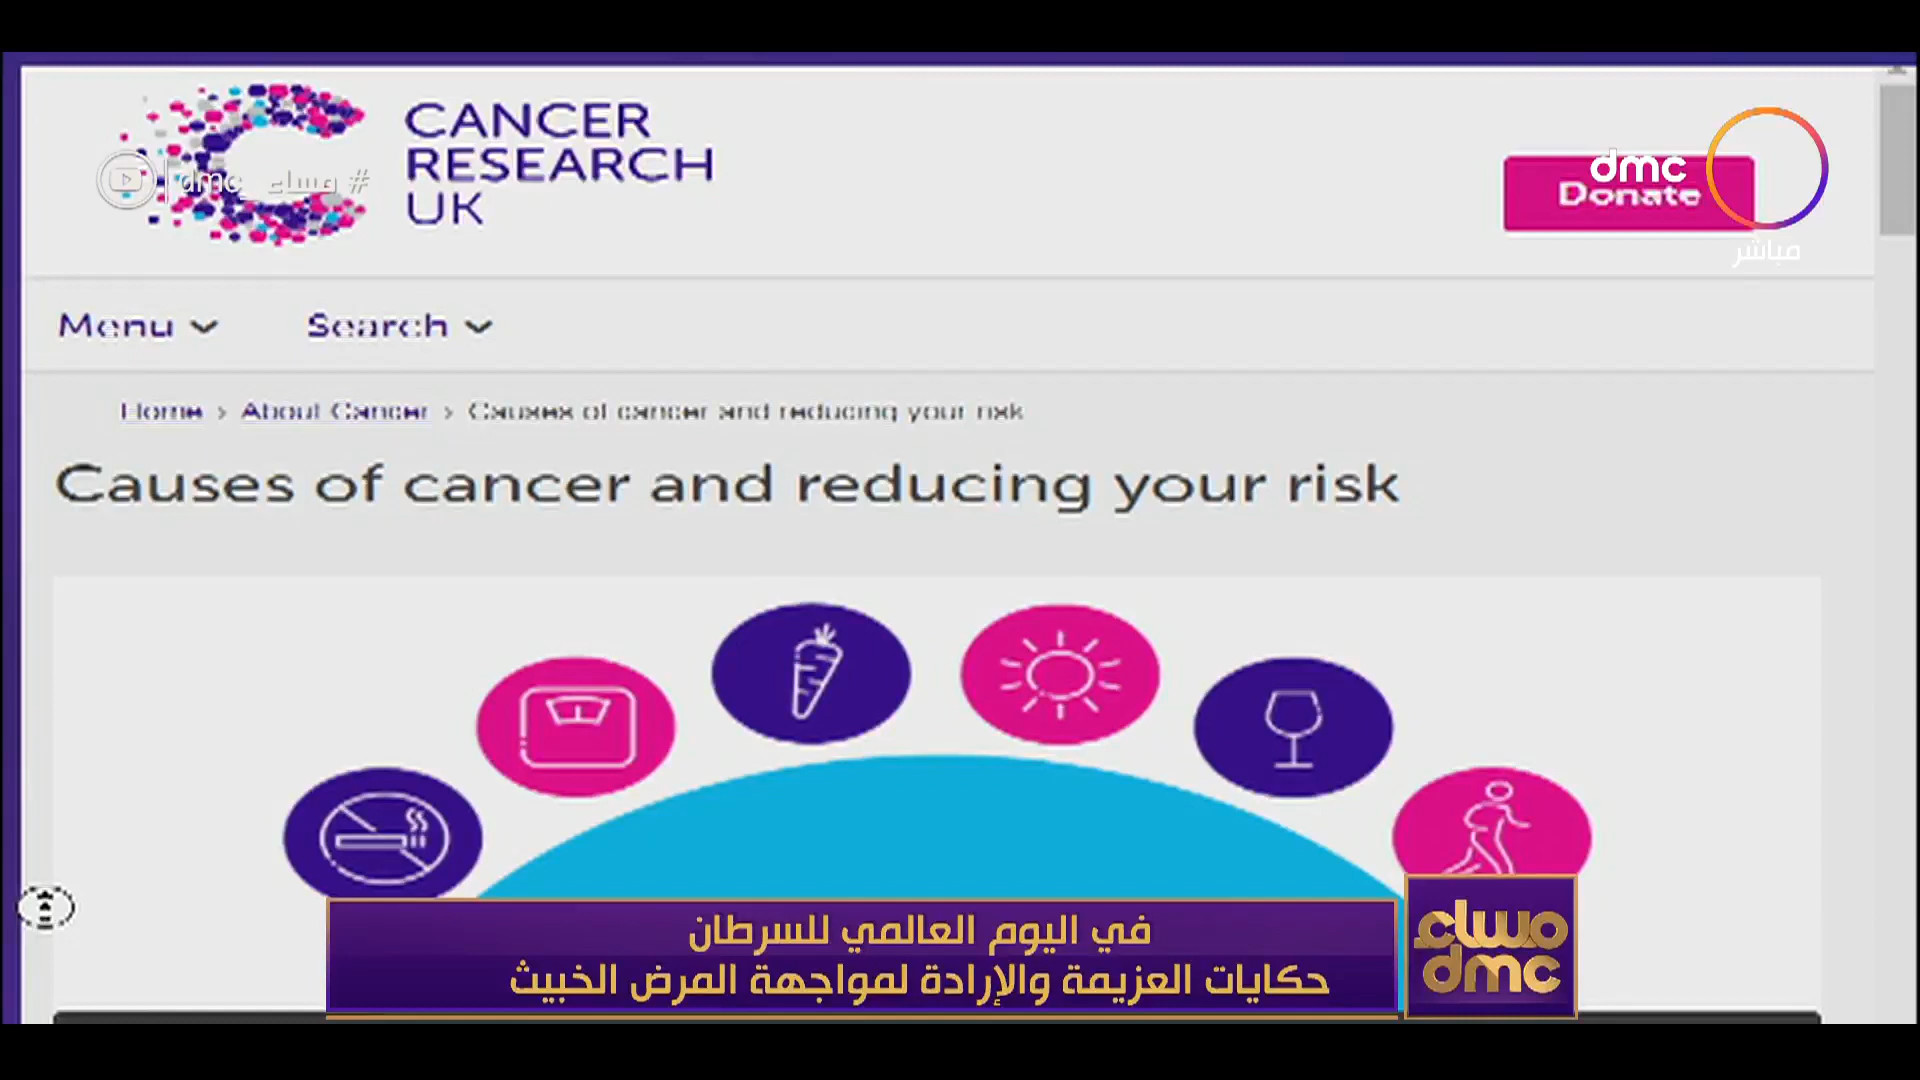 CANCER
RESEARCH
UK
# مساء_dmc
dmc
Donate
مباشر
Menu
Search
Home › About Cancer › Causes of cancer and reducing your risk
Causes of cancer and reducing your risk
في اليوم العالمي للسرطان
حكايات العزيمة والإرادة لمواجهة المرض الخبيث
مساء
dmc